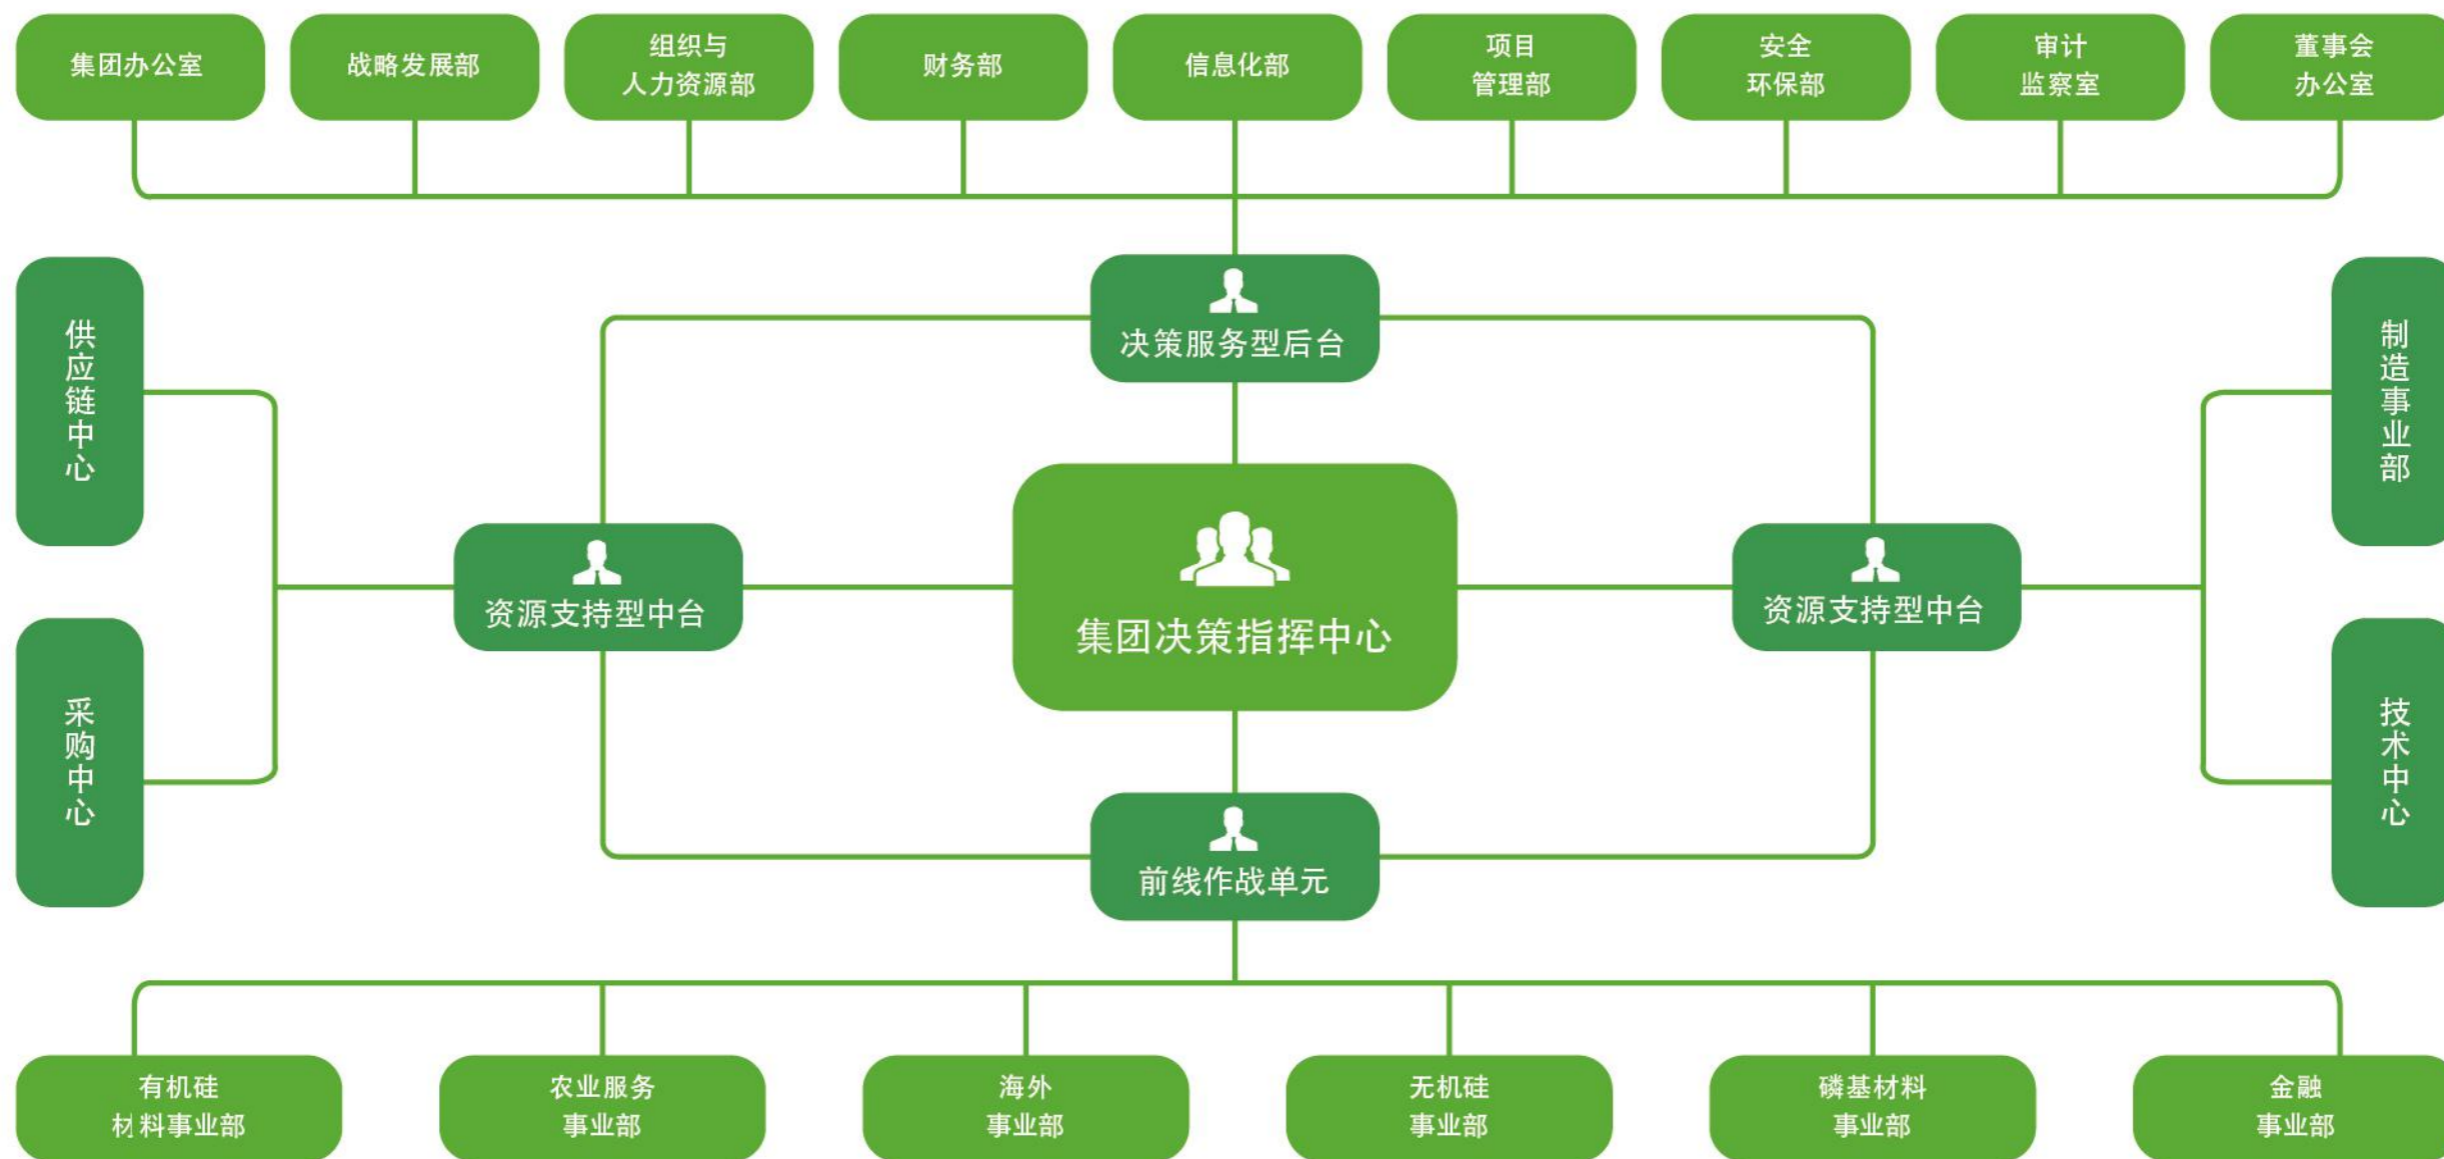 集团办公室
战略发展部
组织与
人力资源部
财务部
信息化部
项目
管理部
安全
环保部
审计
监察室
董事会
办公室
供应链中心
决策服务型后台
制造事业部
资源支持型中台
集团决策指挥中心
资源支持型中台
采购中心
前线作战单元
技术中心
有机硅
材料事业部
农业服务
事业部
海外
事业部
无机硅
事业部
磷基材料
事业部
金融
事业部